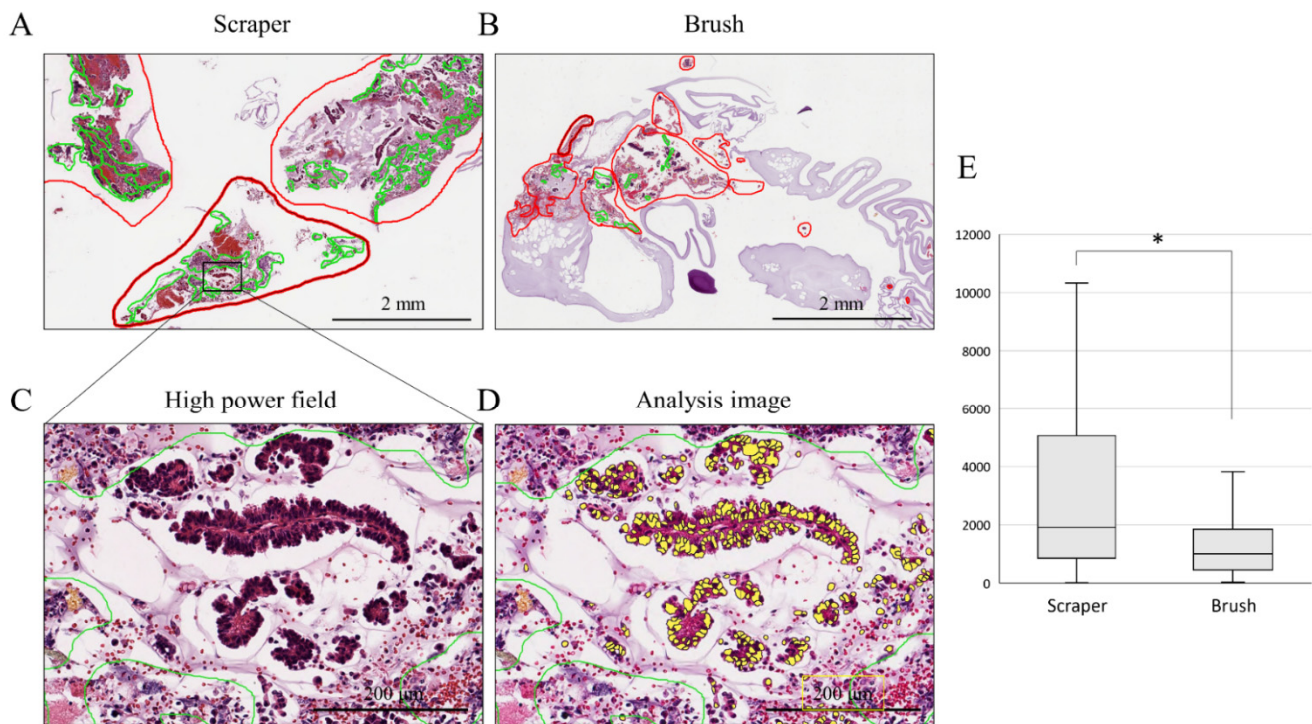 A
Scraper
B
Brush
2 mm
2 mm
C
High power field
D
Analysis image
200 µm
200 µm
E
*
12000
10000
8000
6000
4000
2000
0
Scraper
Brush